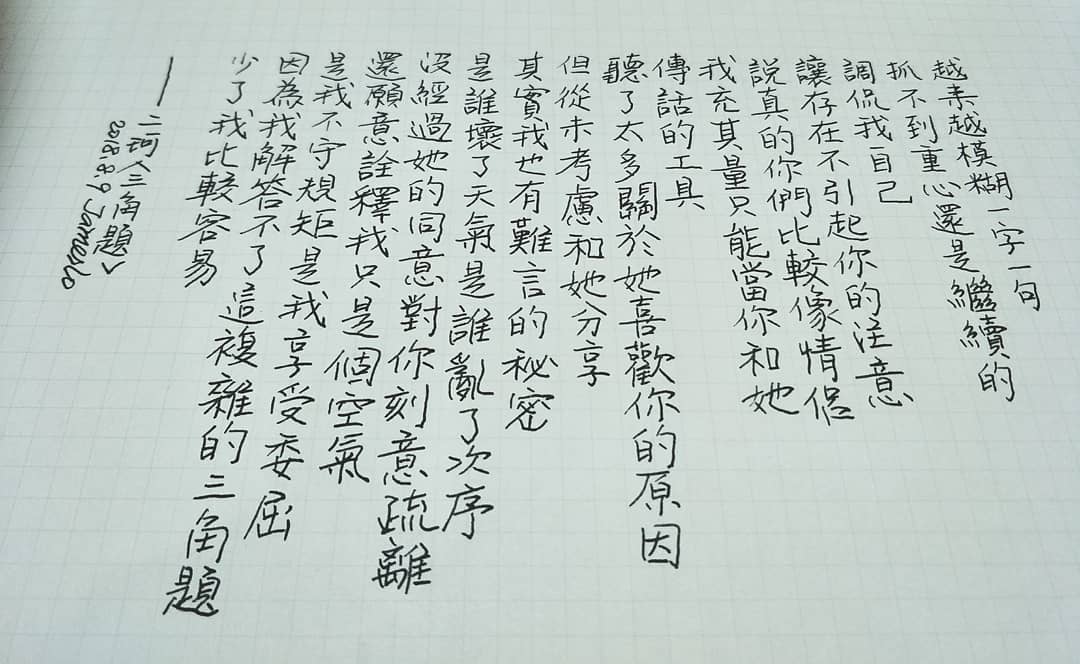 越來越模糊一字一句
抓不到重心還是繼續的
調侃我自己
讓存在不引起你的注意
說真的你們比較像情侶
我充其量只能當你和她
傳話的工具
聽了太多關於她喜歡你的原因
但從未考慮和她分享
其實我也有難言的秘密
是誰壞了天氣是誰亂了次序
沒經過她的同意對你刻意疏離
還願意詮釋我只是個空氣
是我不守規矩是我享受委屈
因為我解答不了這複雜的三角題
少了我比較容易
——二珂<三角題>
2018.8.9 James Lo